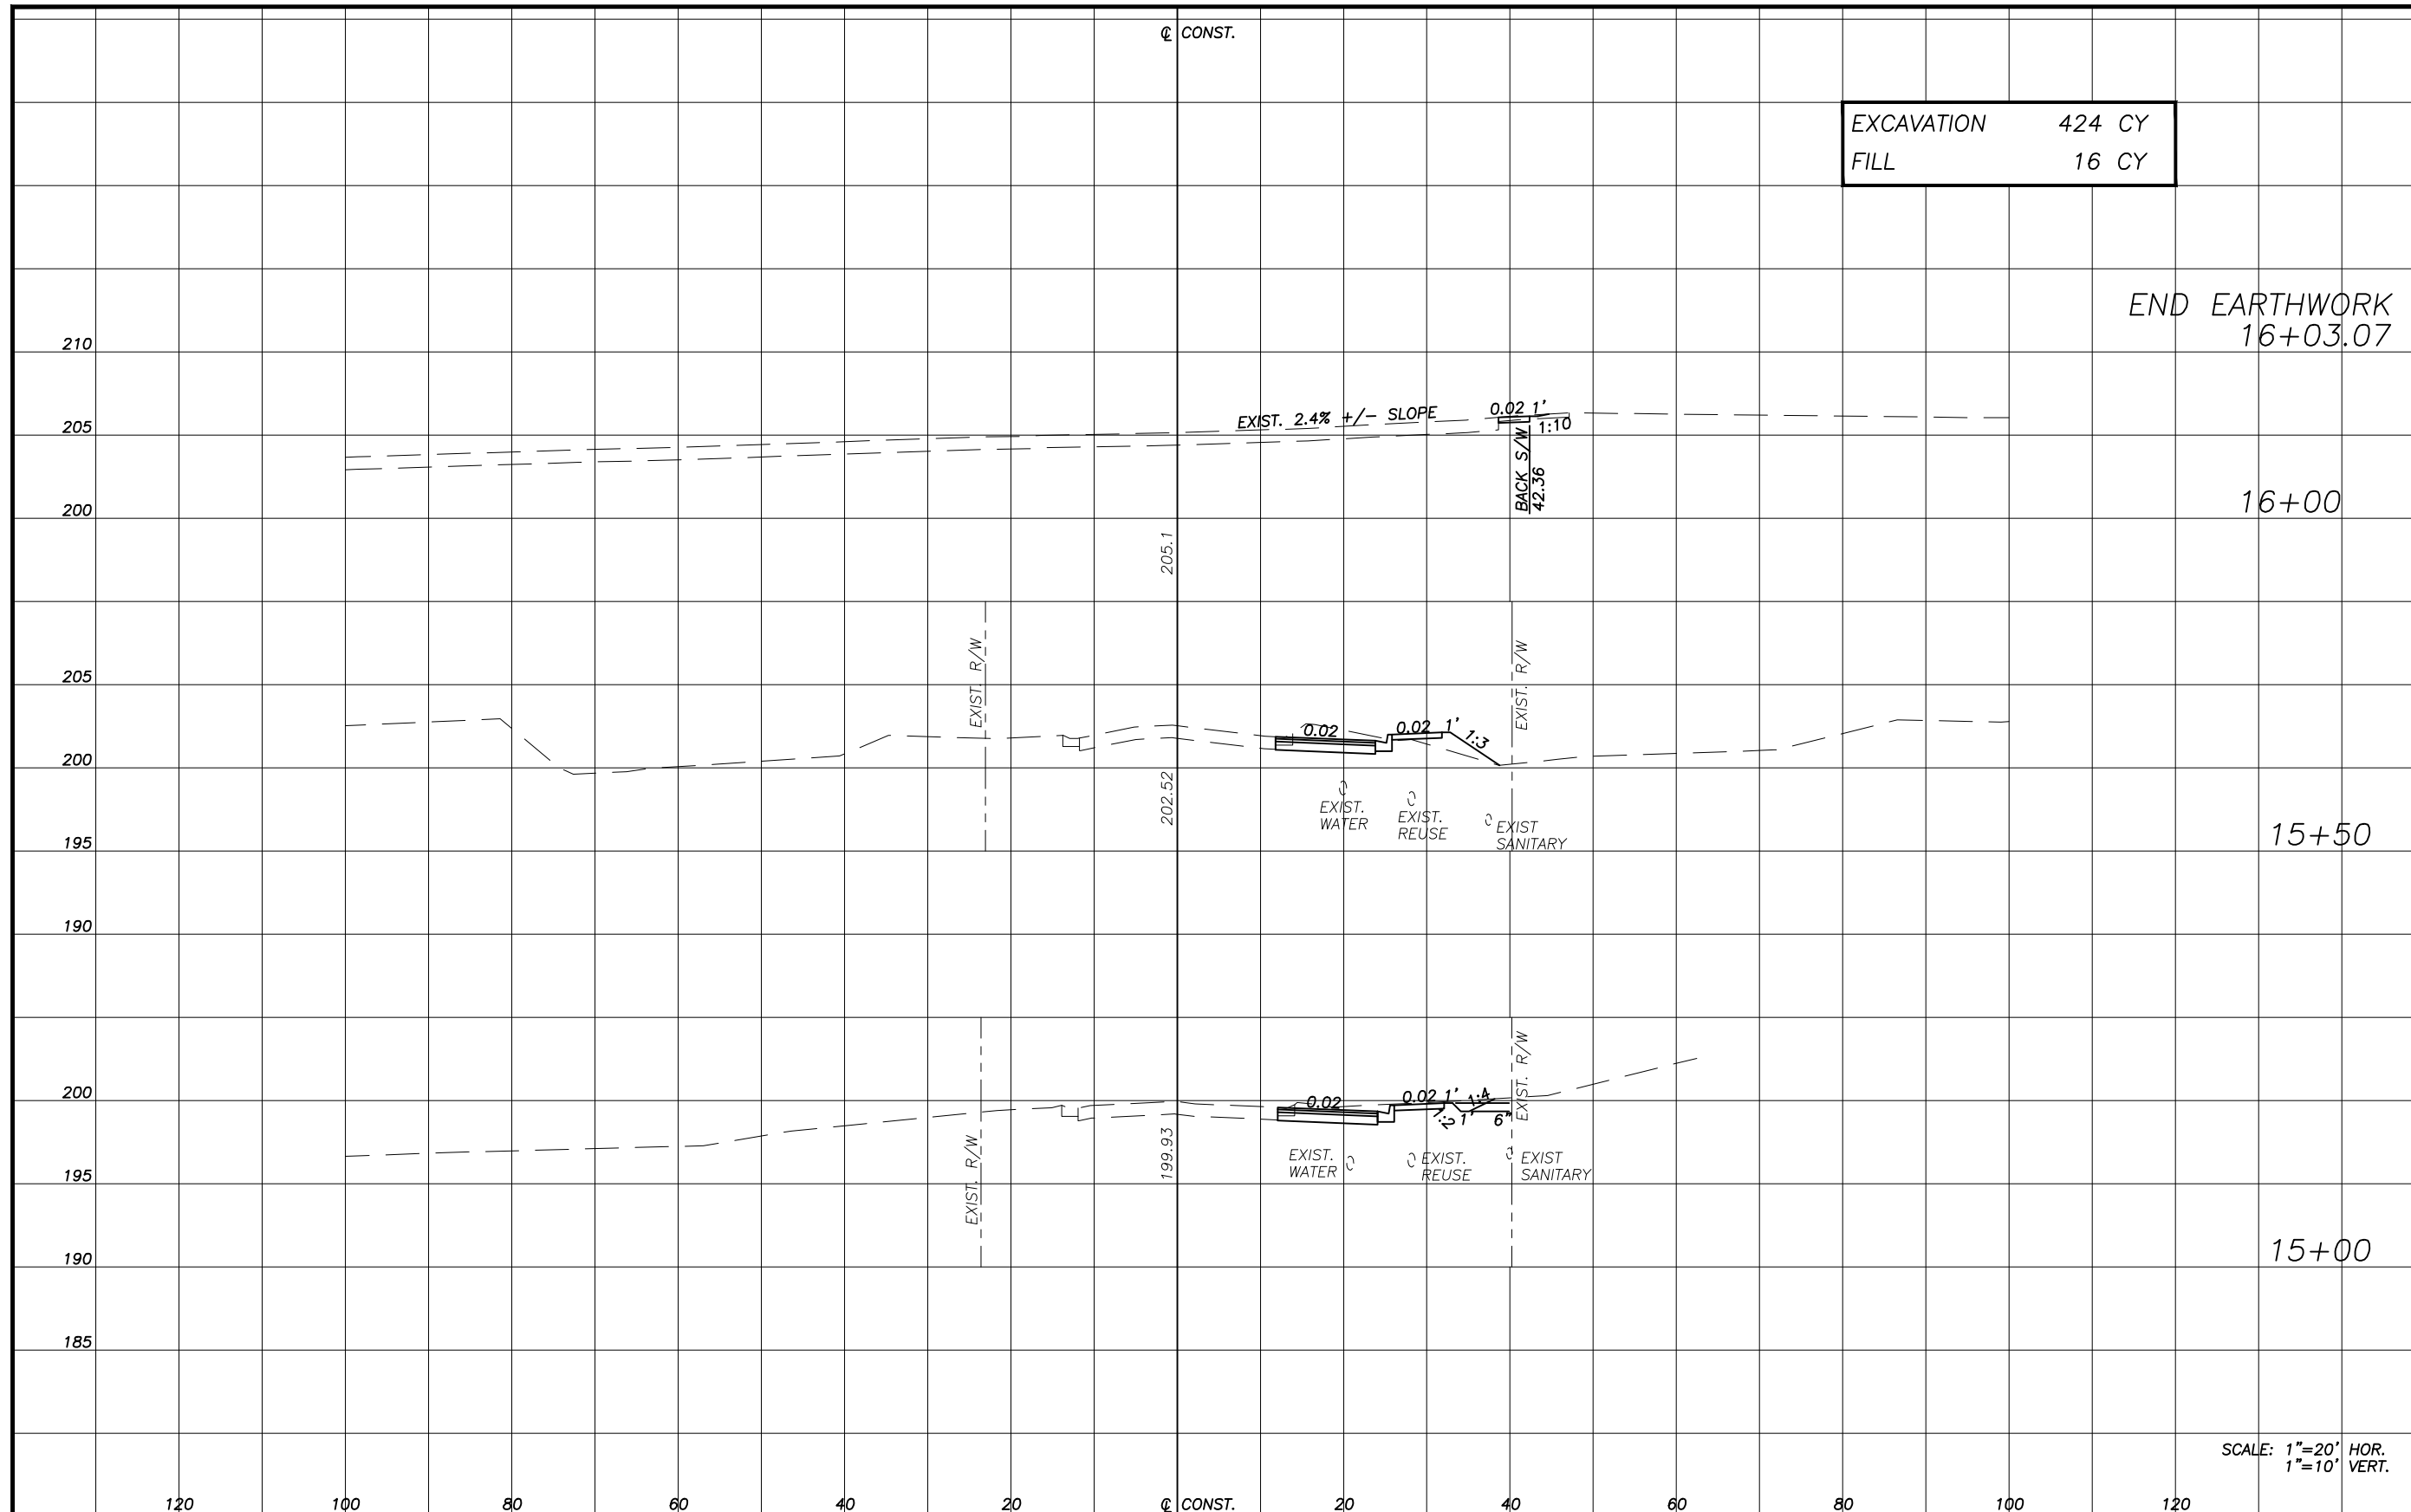 ℄ CONST.
EXCAVATION 424 CY
FILL 16 CY
END EARTHWORK
16+03.07
210
205
200
EXIST. 2.4% +/- SLOPE
0.02 1'
1:10
BACK S/W
42.36
16+00
205.1
205
200
195
190
EXIST. R/W
EXIST. R/W
0.02
0.02 1'
1:3
202.52
EXIST.
WATER
EXIST.
REUSE
EXIST
SANITARY
15+50
200
195
190
185
EXIST. R/W
EXIST. R/W
0.02
0.02 1'
1:4
1:2 1'
6"
199.93
EXIST.
WATER
EXIST.
REUSE
EXIST
SANITARY
15+00
SCALE: 1"=20' HOR.
1"=10' VERT.
120 100 80 60 40 20 ℄ CONST. 20 40 60 80 100 120